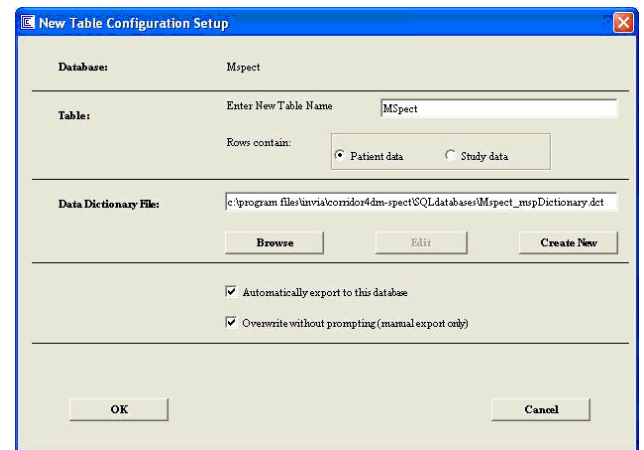 New Table Configuration Setup
Database: Mspect
Table: Enter New Table Name MSpect
Rows contain: Patient data Study data
Data Dictionary File: c:\program files\invia\corridor4dm-spect\SQLdatabases\Mspect_mspDictionary.dct
Browse Edit Create New
Automatically export to this database
Overwrite without prompting (manual export only)
OK Cancel